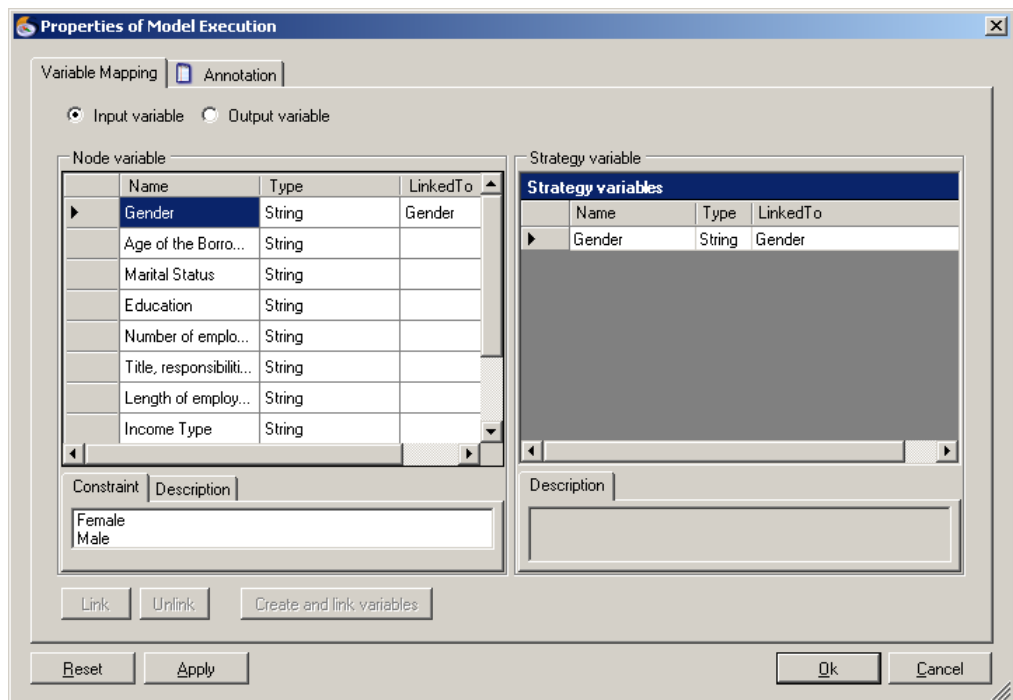 Properties of Model Execution
Variable Mapping Annotation
Input variable Output variable
Node variable
Name Type LinkedTo
Gender String Gender
Age of the Borro... String
Marital Status String
Education String
Number of emplo... String
Title, responsibiliti... String
Length of employ... String
Income Type String
Constraint Description
Female
Male
Strategy variable
Strategy variables
Name Type LinkedTo
Gender String Gender
Description
Link Unlink Create and link variables
Reset Apply Ok Cancel